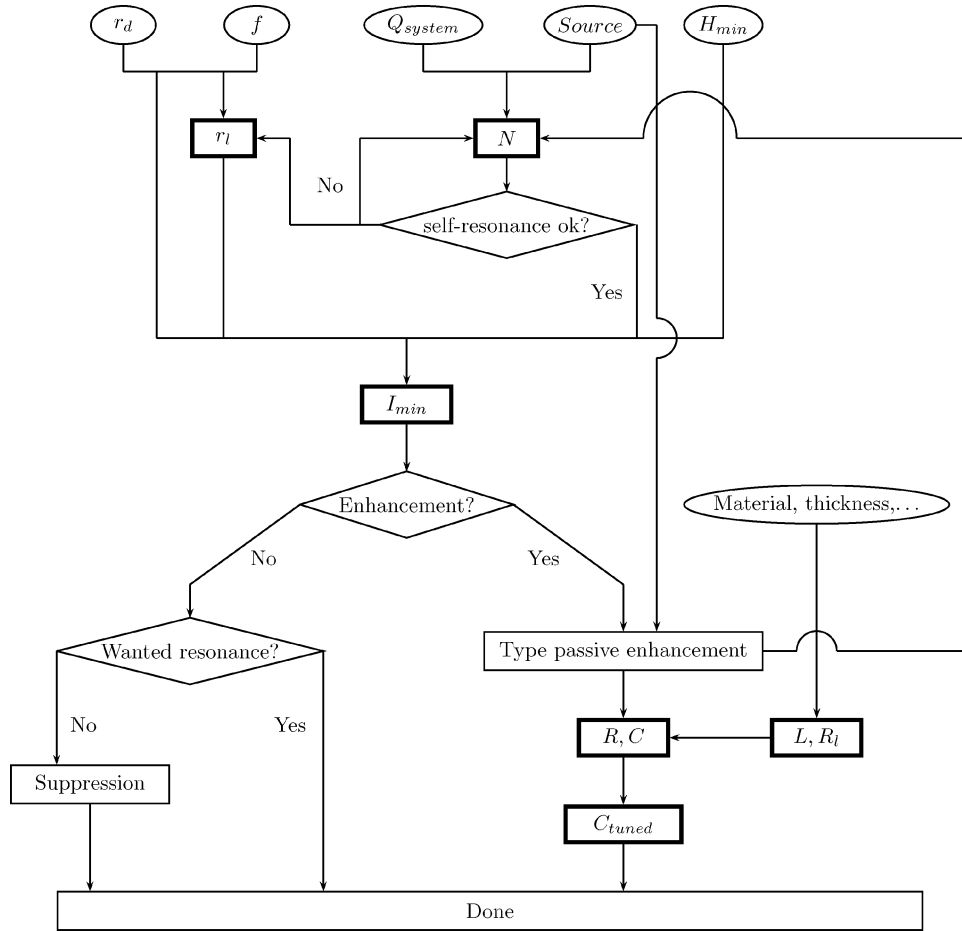 r_d
f
Q_system
Source
H_min
r_l
N
No
self-resonance ok?
Yes
I_min
Enhancement?
Material, thickness,...
No
Yes
Wanted resonance?
Type passive enhancement
No
Yes
R, C
L, R_l
Suppression
C_tuned
Done